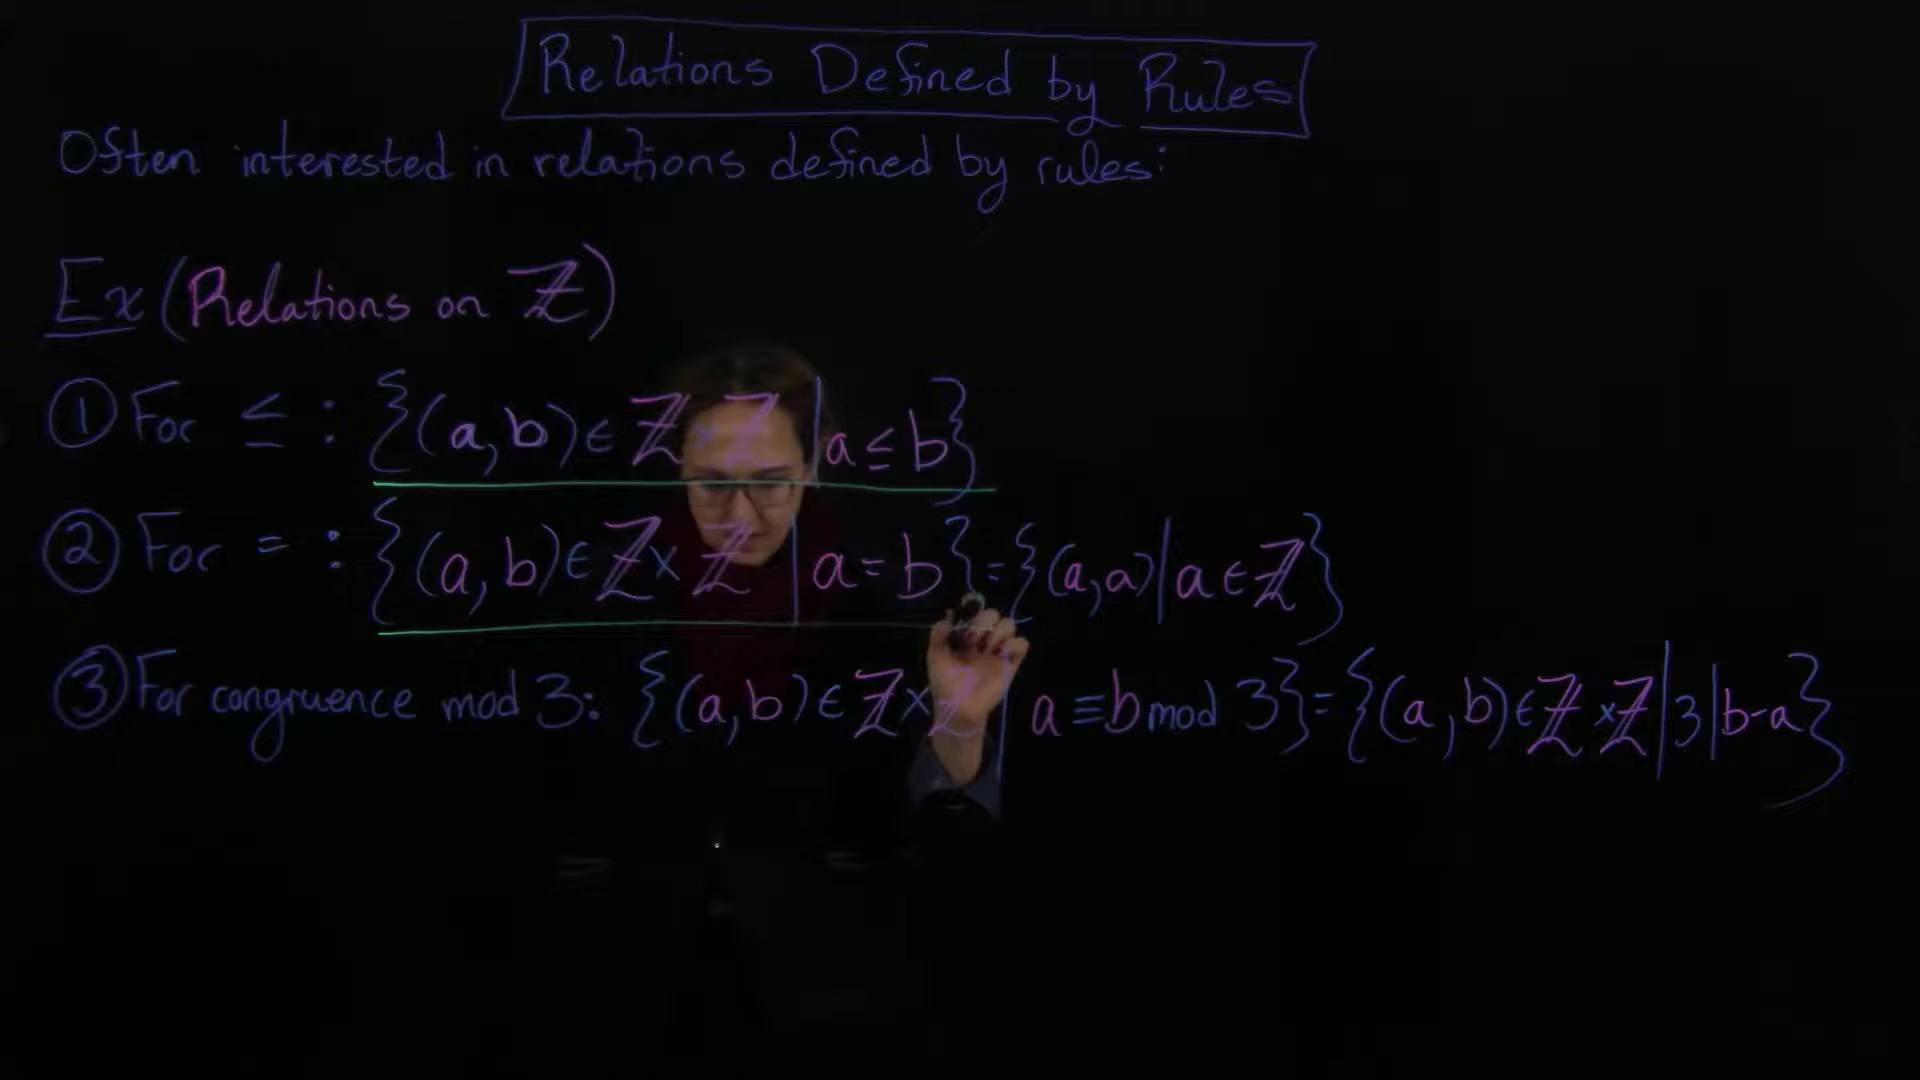 Relations Defined by Rules
Often interested in relations defined by rules:
Ex (Relations on ℤ)
① For ≤ : {(a,b) ∈ ℤ×ℤ | a ≤ b}
② For = : {(a,b) ∈ ℤ×ℤ | a = b} = {(a,a) | a ∈ ℤ}
③ For congruence mod 3: {(a,b) ∈ ℤ×ℤ | a ≡ b mod 3} = {(a,b) ∈ ℤ×ℤ | 3|b-a}